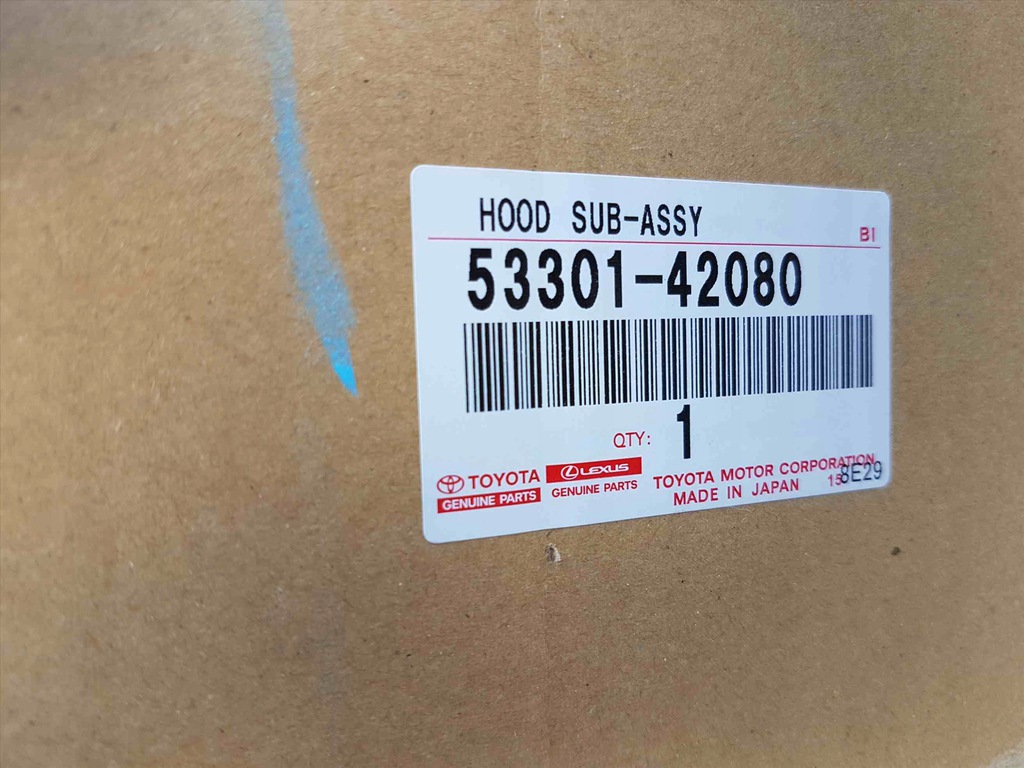 HOOD SUB-ASSY
BI
53301-42080
QTY: 1
TOYOTA
GENUINE PARTS
LEXUS
GENUINE PARTS
TOYOTA MOTOR CORPORATION
MADE IN JAPAN
15
8E29